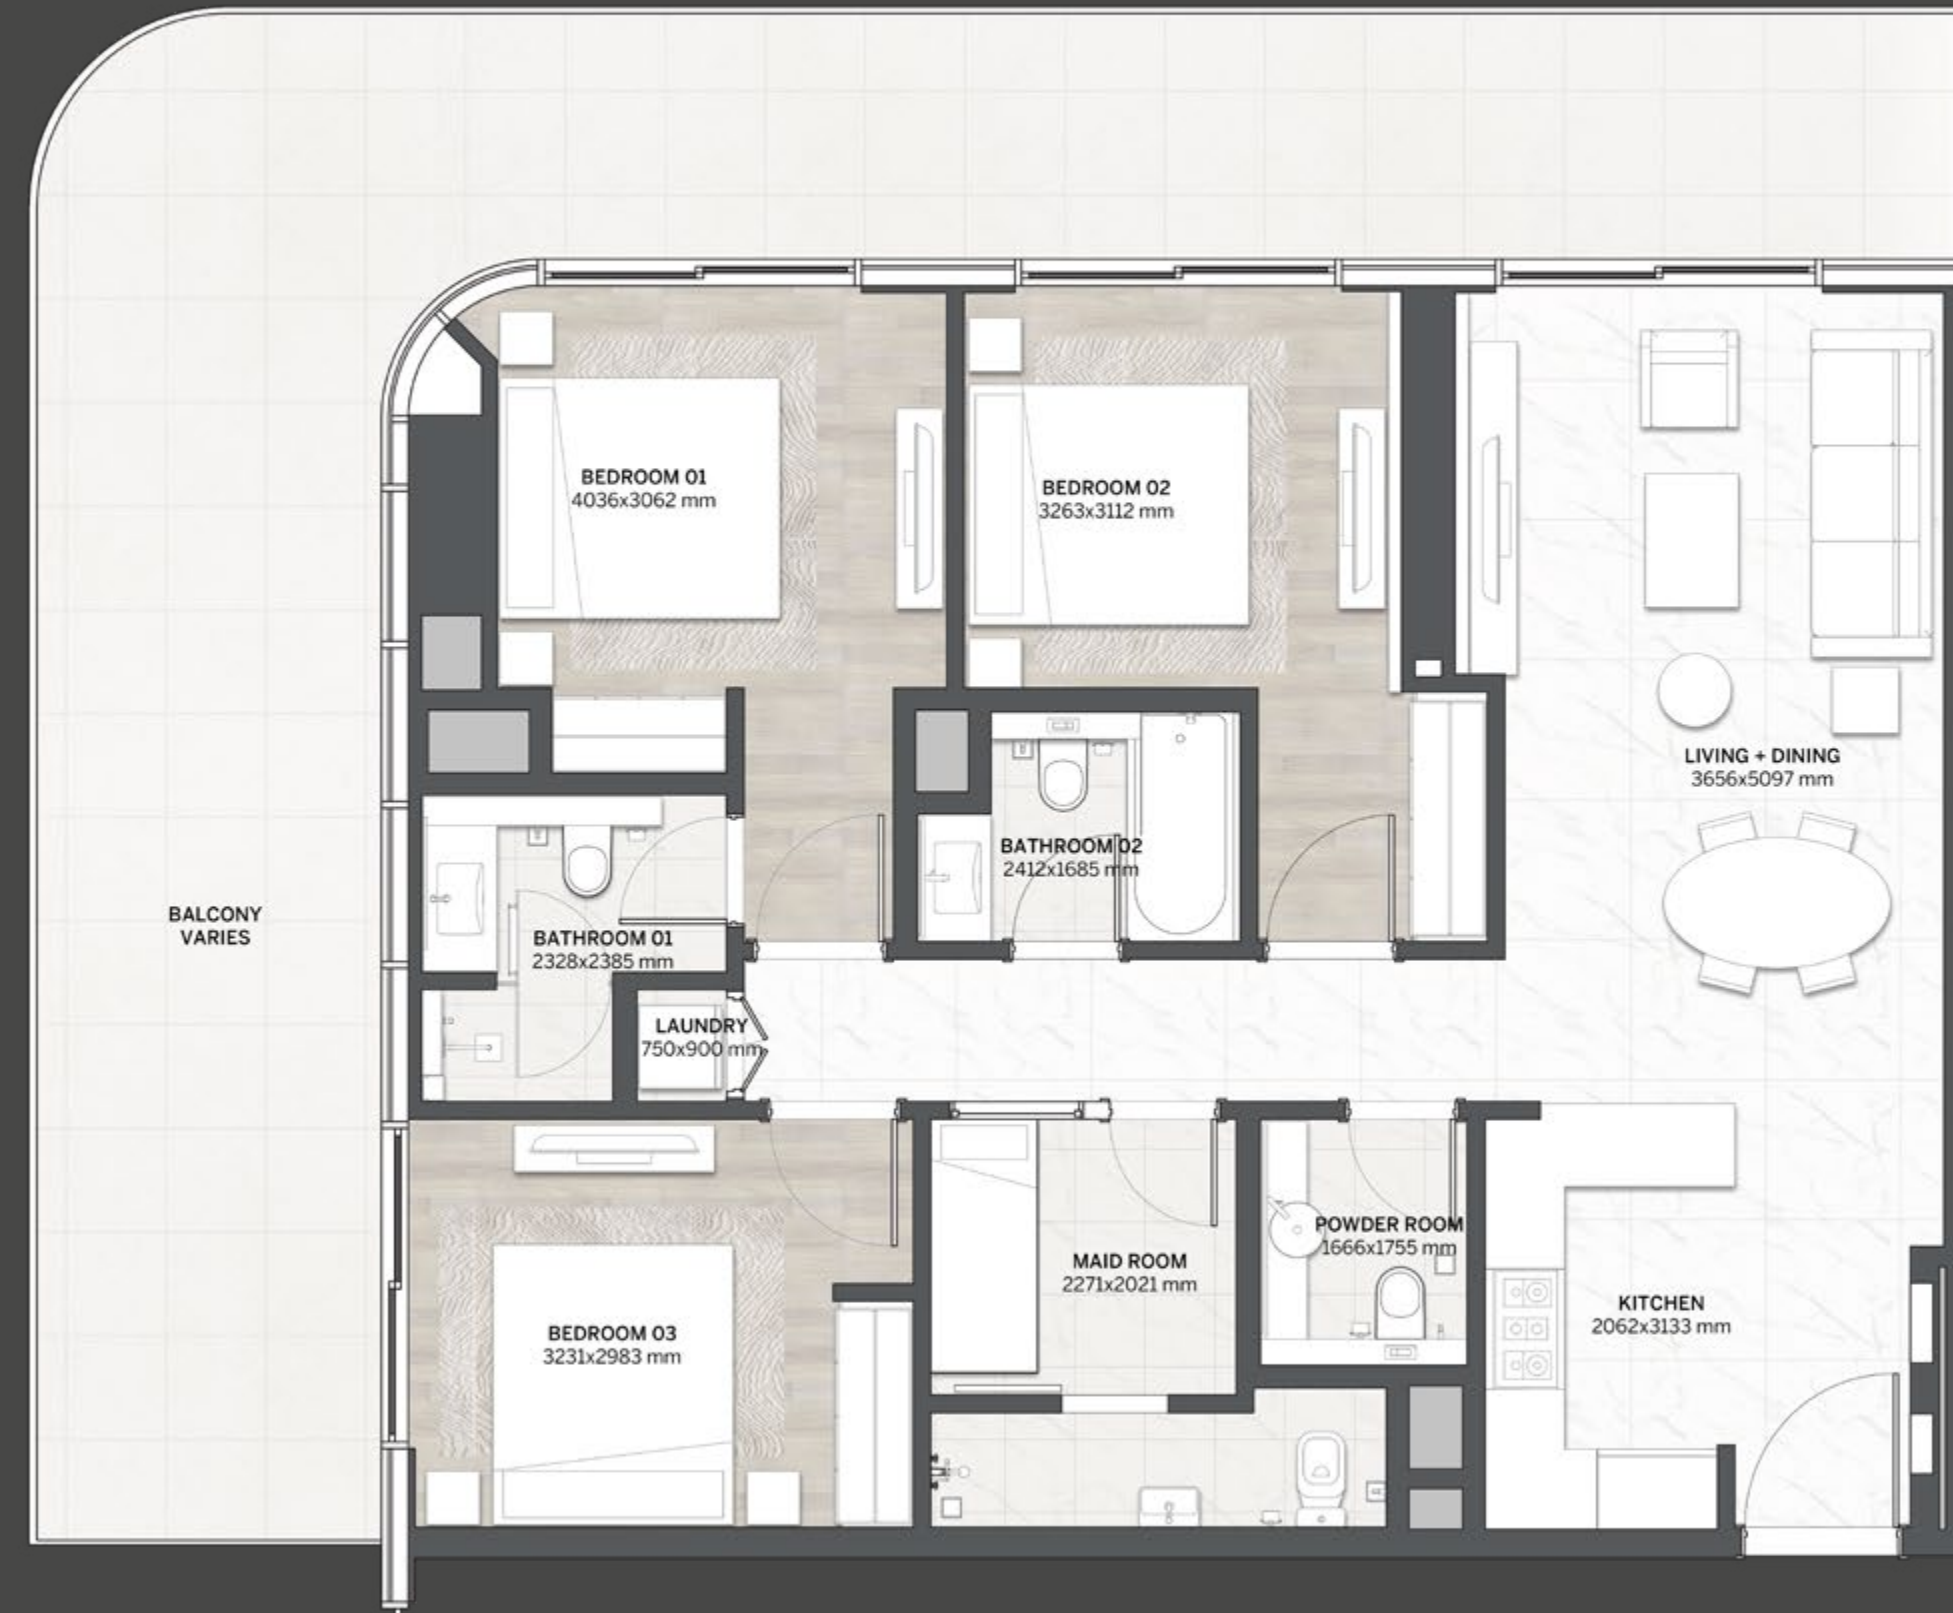 BEDROOM 01
4036x3062 mm
BEDROOM 02
3263x3112 mm
LIVING + DINING
3656x5097 mm
BATHROOM 02
2412x1685 mm
BALCONY
VARIES
BATHROOM 01
2328x2385 mm
LAUNDRY
750x900 mm
POWDER ROOM
1666x1755 mm
MAID ROOM
2271x2021 mm
KITCHEN
2062x3133 mm
BEDROOM 03
3231x2983 mm